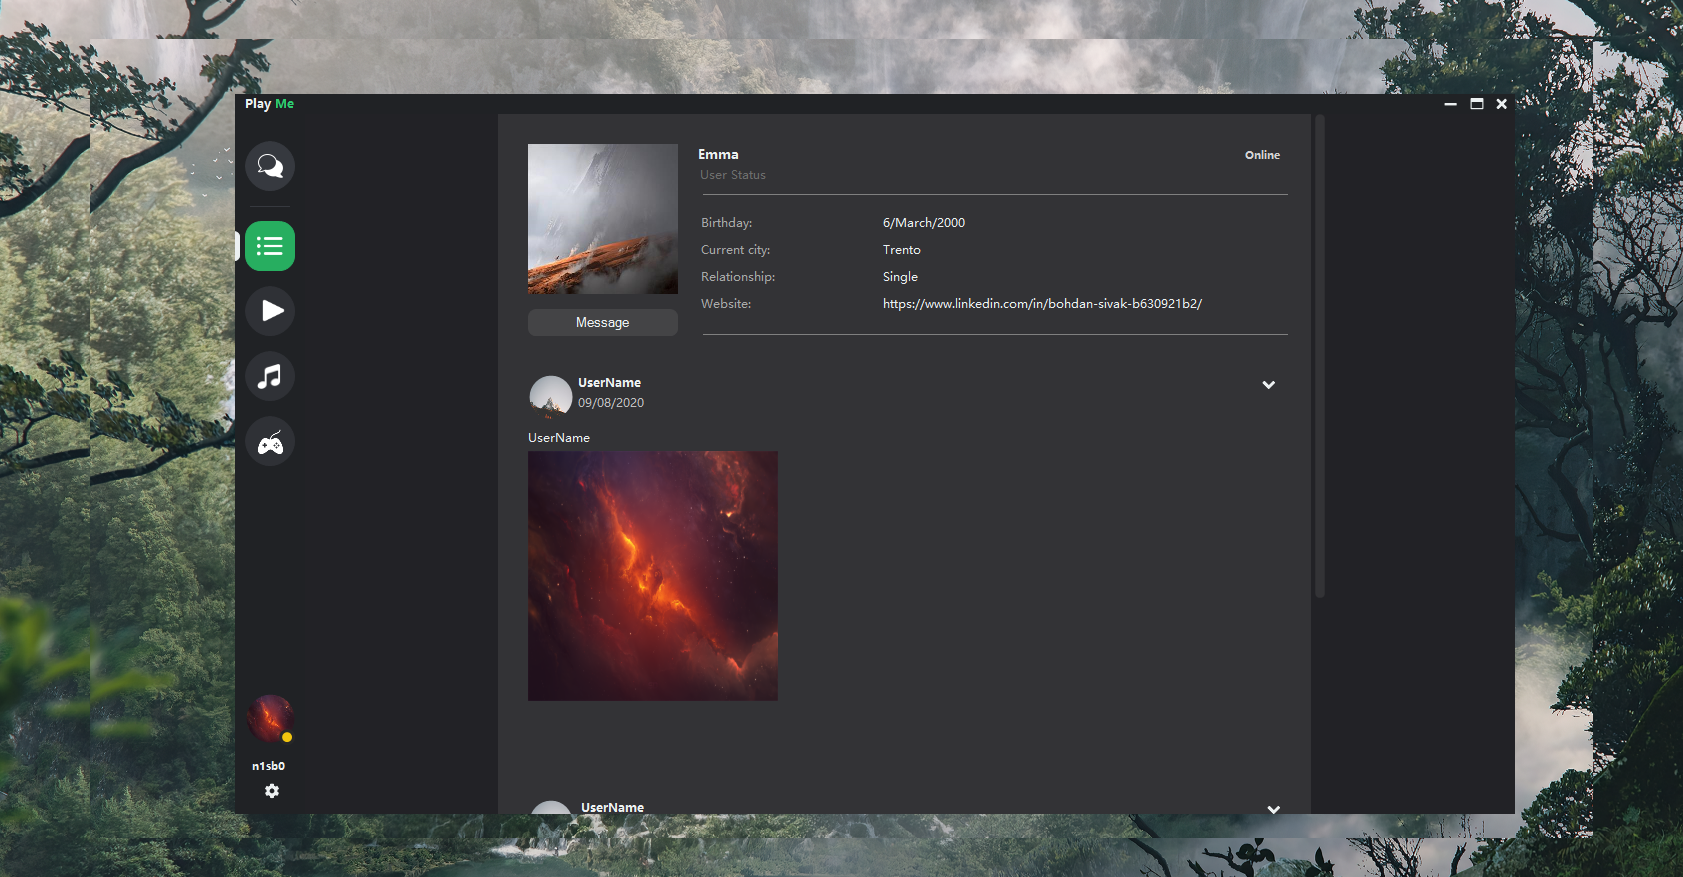 Play Me
Emma
Online
User Status
Birthday: 6/March/2000
Current city: Trento
Relationship: Single
Website: https://www.linkedin.com/in/bohdan-sivak-b630921b2/
Message
UserName
09/08/2020
UserName
UserName
n1sb0